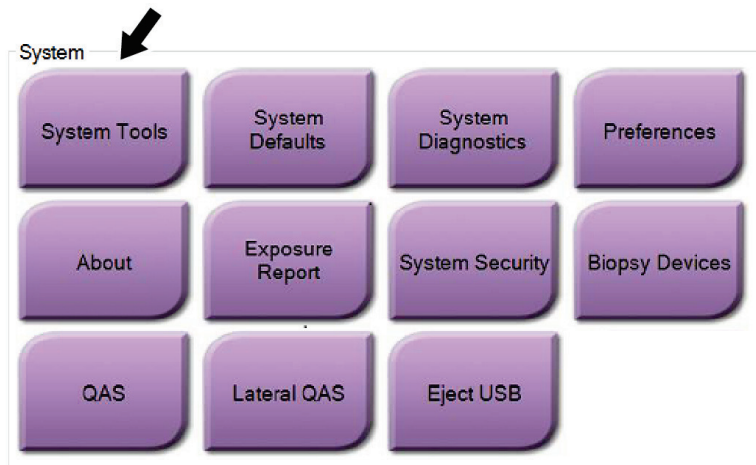 System
System Tools
System
Defaults
System
Diagnostics
Preferences
About
Exposure
Report
System Security
Biopsy Devices
QAS
Lateral QAS
Eject USB